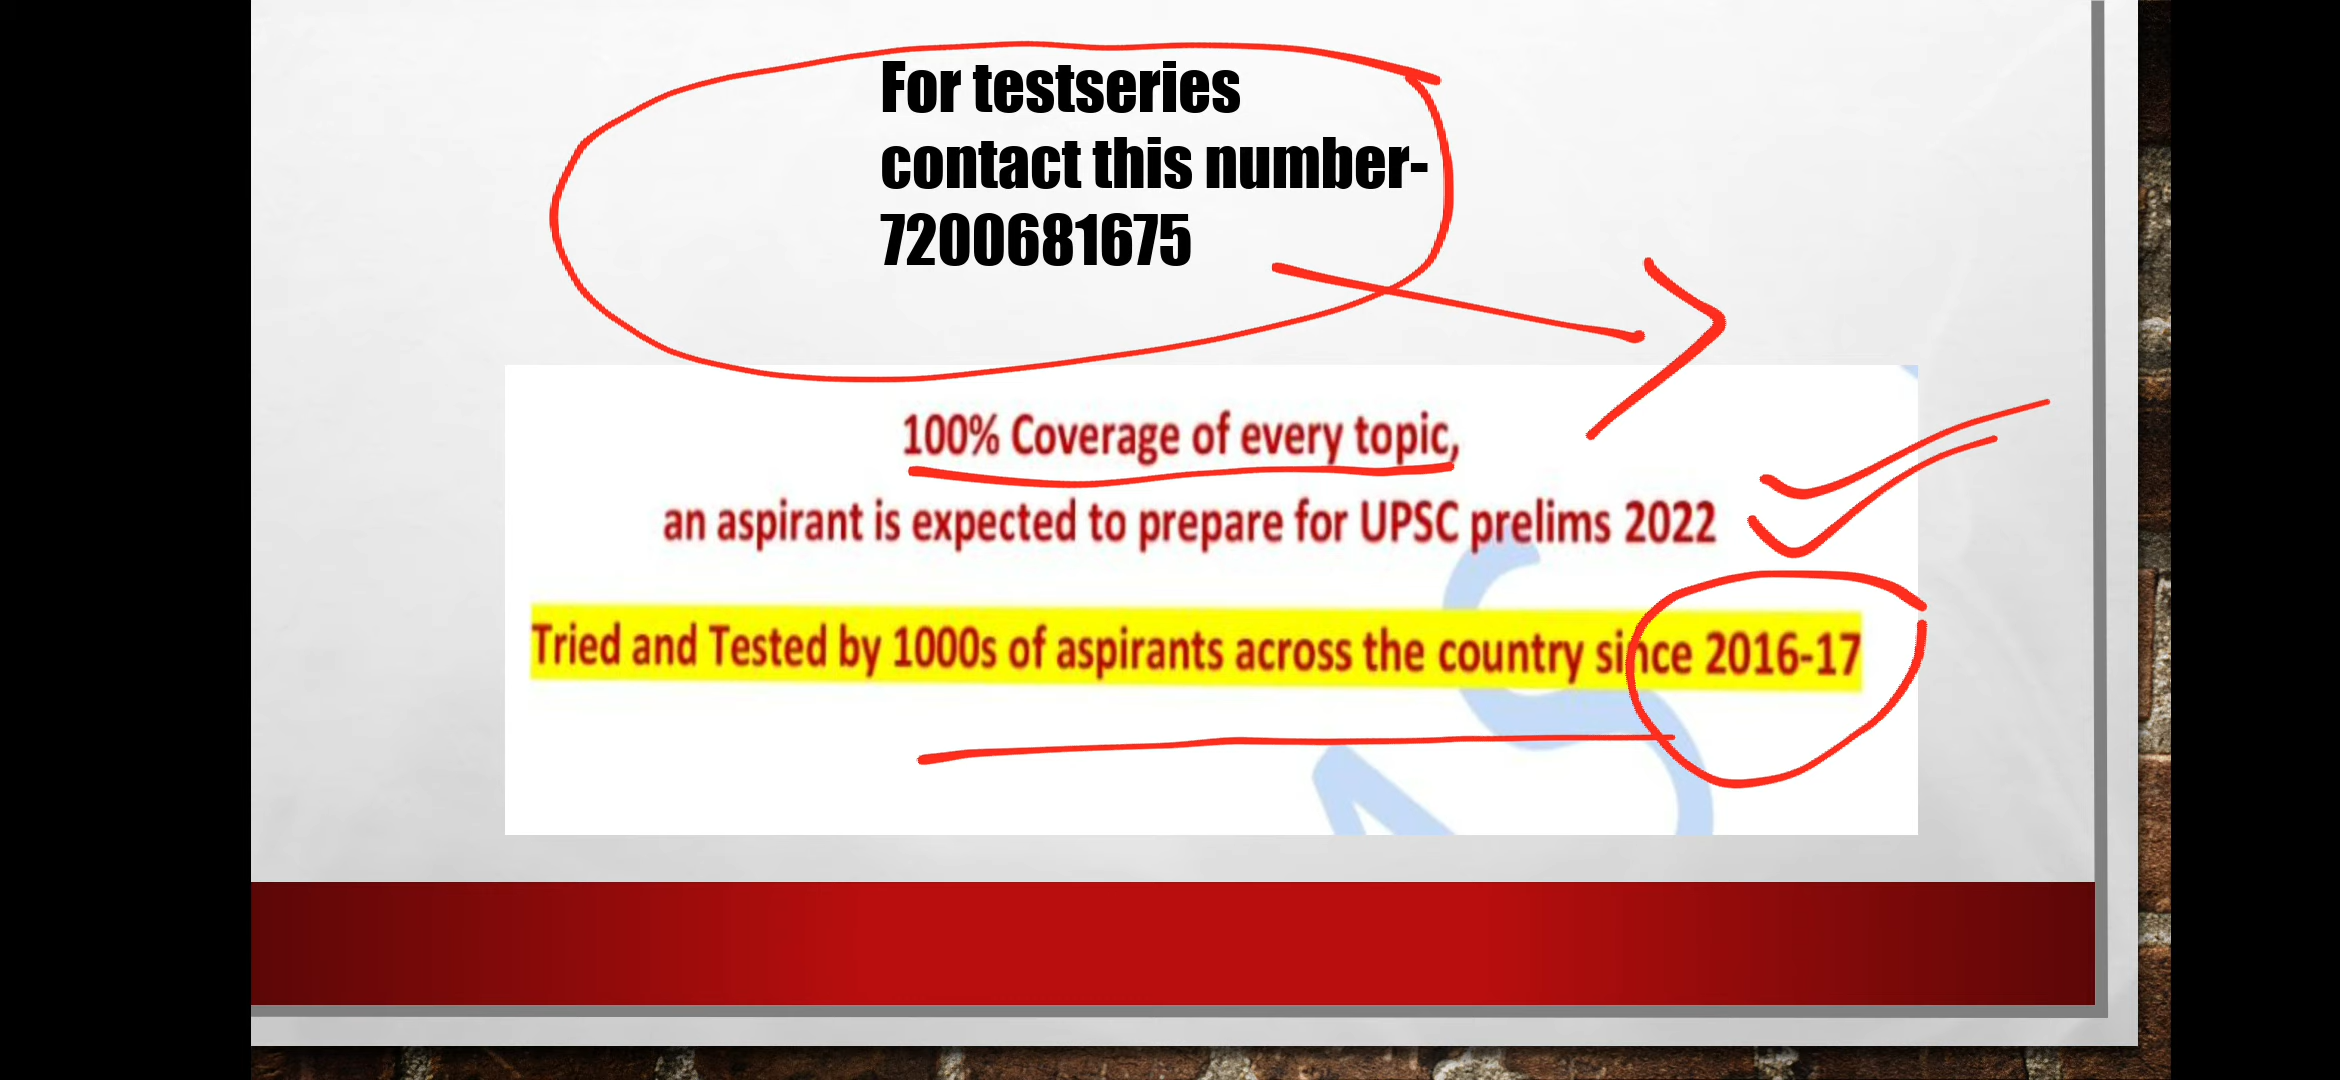 For testseries
contact this number-
7200681675
100% Coverage of every topic,
an aspirant is expected to prepare for UPSC prelims 2022
Tried and Tested by 1000s of aspirants across the country since 2016-17